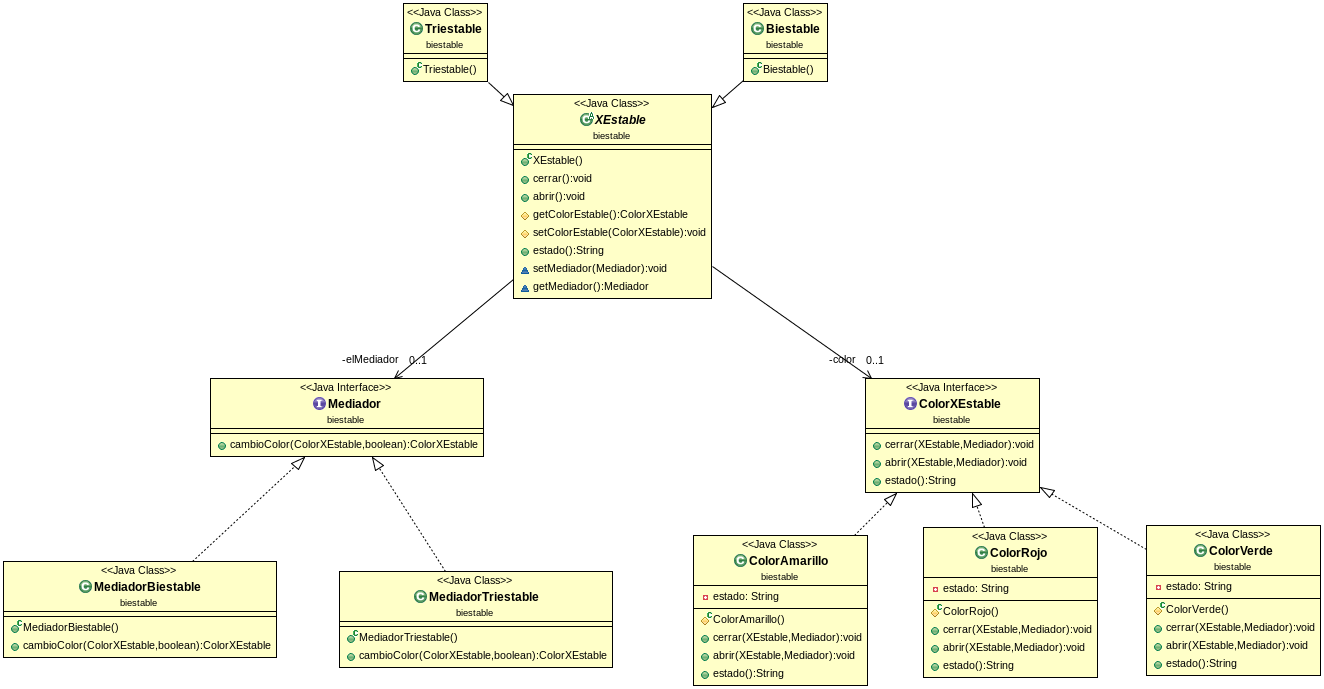 <<Java Class>>
Triestable
biestable
Triestable()
<<Java Class>>
Biestable
biestable
Biestable()
<<Java Class>>
XEstable
biestable
XEstable()
cerrar():void
abrir():void
getColorEstable():ColorXEstable
setColorEstable(ColorXEstable):void
estado():String
setMediador(Mediador):void
getMediador():Mediador
-elMediador 0..1
-color 0..1
<<Java Interface>>
Mediador
biestable
cambioColor(ColorXEstable,boolean):ColorXEstable
<<Java Interface>>
ColorXEstable
biestable
cerrar(XEstable,Mediador):void
abrir(XEstable,Mediador):void
estado():String
<<Java Class>>
MediadorBiestable
biestable
MediadorBiestable()
cambioColor(ColorXEstable,boolean):ColorXEstable
<<Java Class>>
MediadorTriestable
biestable
MediadorTriestable()
cambioColor(ColorXEstable,boolean):ColorXEstable
<<Java Class>>
ColorAmarillo
biestable
estado: String
ColorAmarillo()
cerrar(XEstable,Mediador):void
abrir(XEstable,Mediador):void
estado():String
<<Java Class>>
ColorRojo
biestable
estado: String
ColorRojo()
cerrar(XEstable,Mediador):void
abrir(XEstable,Mediador):void
estado():String
<<Java Class>>
ColorVerde
biestable
estado: String
ColorVerde()
cerrar(XEstable,Mediador):void
abrir(XEstable,Mediador):void
estado():String